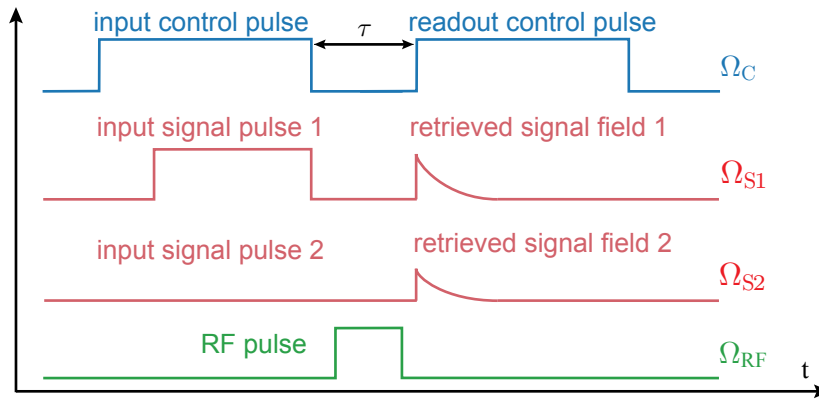 input control pulse τ readout control pulse
Ω_C
input signal pulse 1 retrieved signal field 1
Ω_S1
input signal pulse 2 retrieved signal field 2
Ω_S2
RF pulse Ω_RF
t